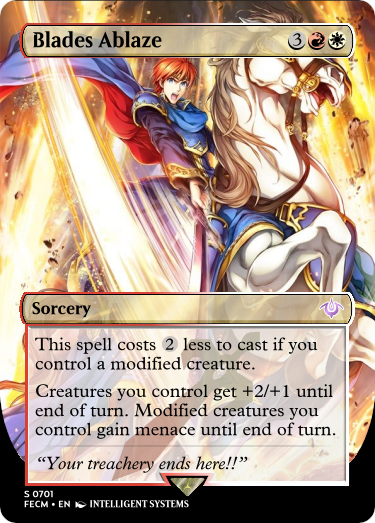 Blades Ablaze 3
Sorcery
This spell costs 2 less to cast if you
control a modified creature.
Creatures you control get +2/+1 until
end of turn. Modified creatures you
control gain menace until end of turn.
“Your treachery ends here!!”
S 0701
FECM • EN INTELLIGENT SYSTEMS